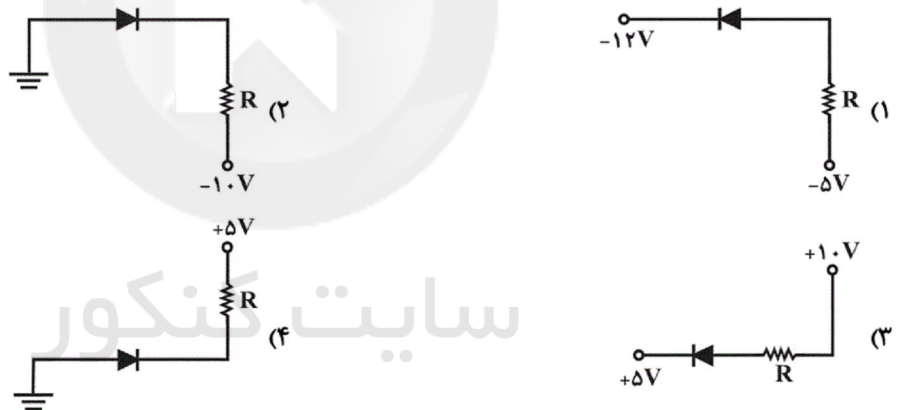 (۱
-۱۲V
R
-۵V
(۲
R
-۱۰V
(۳
+۱۰V
+۵V
R
(۴
+۵V
R
سایت کنکور